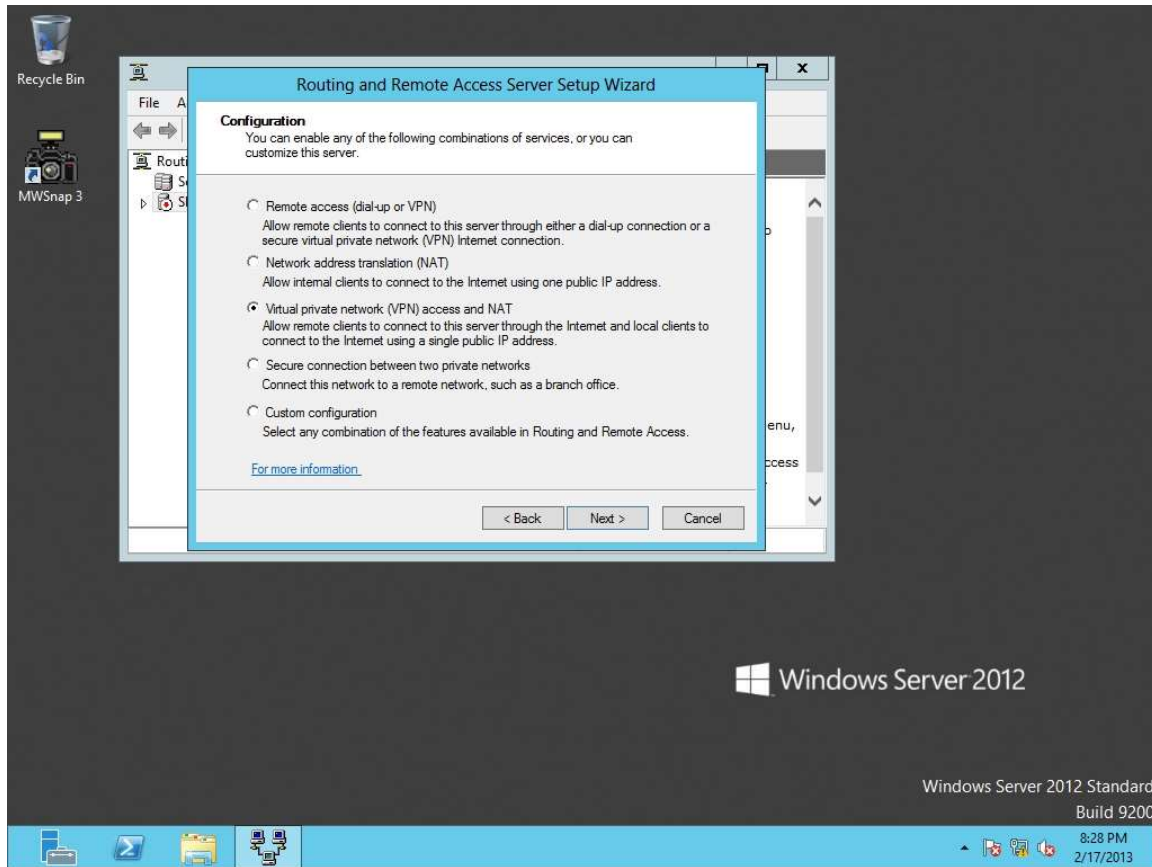 Recycle Bin
MWSnap 3
Routing and Remote Access Server Setup Wizard
x
File A
Routi
Configuration
You can enable any of the following combinations of services, or you can
customize this server.
Remote access (dial-up or VPN)
Allow remote clients to connect to this server through either a dial-up connection or a
secure virtual private network (VPN) Internet connection.
Network address translation (NAT)
Allow internal clients to connect to the Internet using one public IP address.
Virtual private network (VPN) access and NAT
Allow remote clients to connect to this server through the Internet and local clients to
connect to the Internet using a single public IP address.
Secure connection between two private networks
Connect this network to a remote network, such as a branch office.
Custom configuration
Select any combination of the features available in Routing and Remote Access.
enu,
ccess
For more information
< Back Next > Cancel
Windows Server 2012
Windows Server 2012 Standard
Build 9200
8:28 PM
2/17/2013